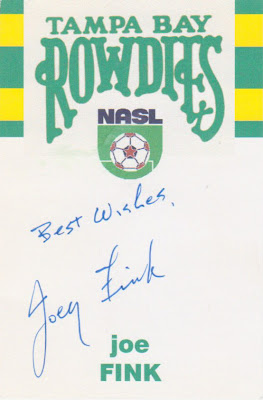 TAMPA BAY
ROWDIES
NASL
Best Wishes,
Joey Fink
joe
FINK